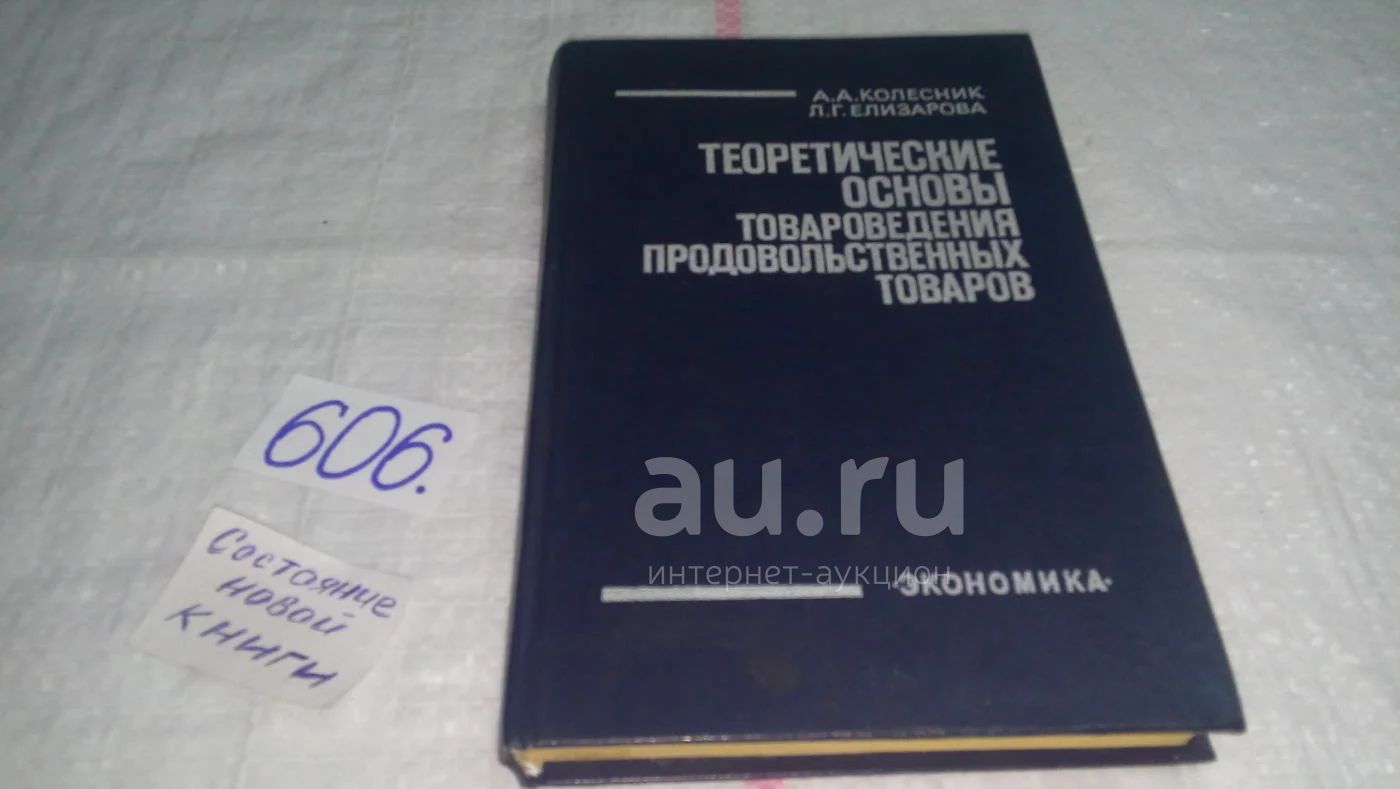 А.А.КОЛЕСНИК
Л.Г.ЕЛИЗАРОВА
ТЕОРЕТИЧЕСКИЕ
ОСНОВЫ
ТОВАРОВЕДЕНИЯ
ПРОДОВОЛЬСТВЕННЫХ
ТОВАРОВ
606.
Состояние
новой
книги
au.ru
интернет-аукцион
«ЭКОНОМИКА»